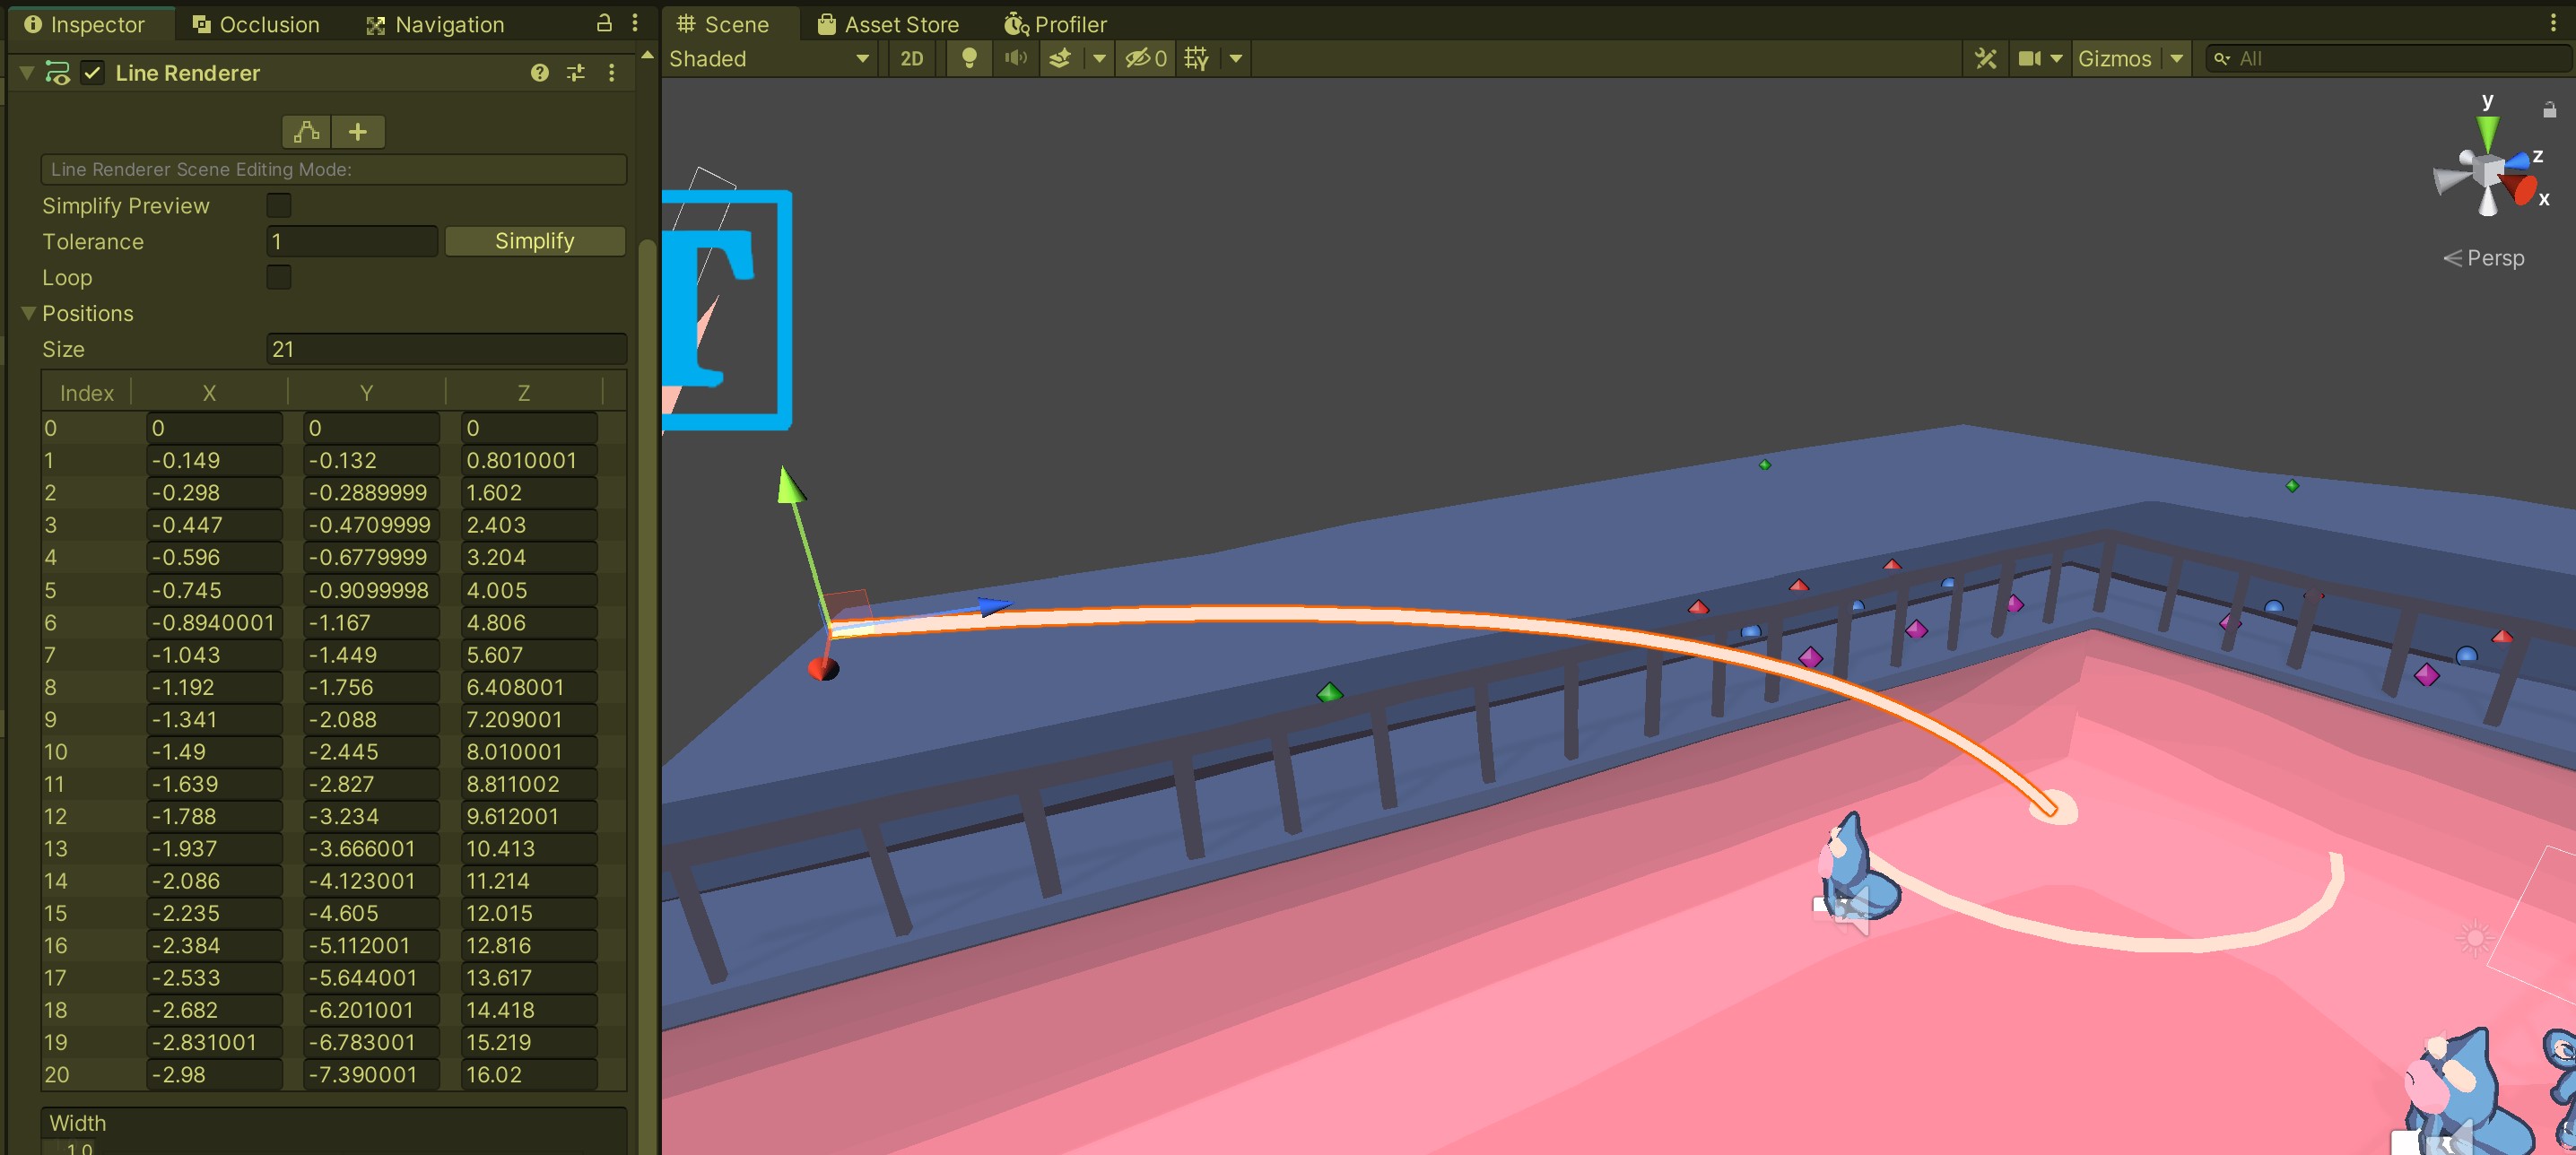 Inspector Occlusion Navigation
Line Renderer
Line Renderer Scene Editing Mode:
Simplify Preview
Tolerance 1 Simplify
Loop
Positions
Size 21
Index X Y Z
0 0 0 0
1 -0.149 -0.132 0.8010001
2 -0.298 -0.2889999 1.602
3 -0.447 -0.4709999 2.403
4 -0.596 -0.6779999 3.204
5 -0.745 -0.9099998 4.005
6 -0.8940001 -1.167 4.806
7 -1.043 -1.449 5.607
8 -1.192 -1.756 6.408001
9 -1.341 -2.088 7.209001
10 -1.49 -2.445 8.010001
11 -1.639 -2.827 8.811002
12 -1.788 -3.234 9.612001
13 -1.937 -3.666001 10.413
14 -2.086 -4.123001 11.214
15 -2.235 -4.605 12.015
16 -2.384 -5.112001 12.816
17 -2.533 -5.644001 13.617
18 -2.682 -6.201001 14.418
19 -2.831001 -6.783001 15.219
20 -2.98 -7.390001 16.02
Width
1.0
Scene Asset Store Profiler
Shaded 2D 0 Gizmos All
y
z
x
Persp
T